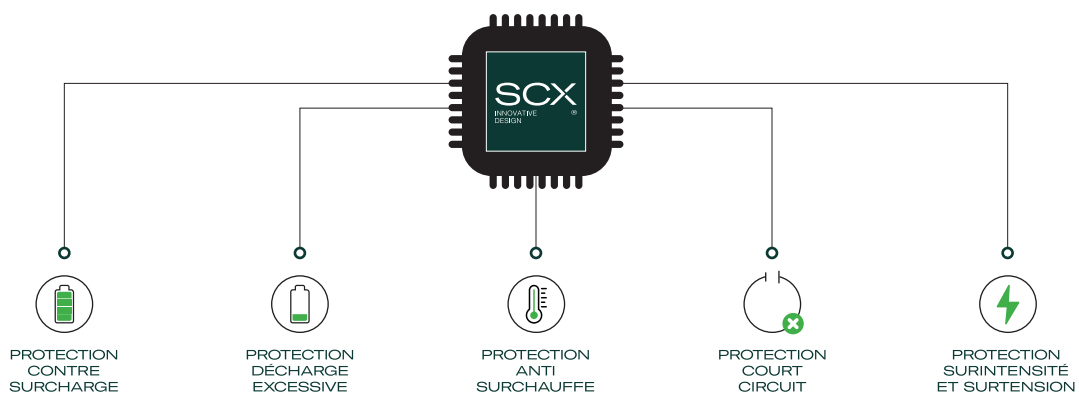 SCX
INNOVATIVE
DESIGN
®
PROTECTION
CONTRE
SURCHARGE
PROTECTION
DÉCHARGE
EXCESSIVE
PROTECTION
ANTI
SURCHAUFFE
PROTECTION
COURT
CIRCUIT
PROTECTION
SURINTENSITÉ
ET SURTENSION